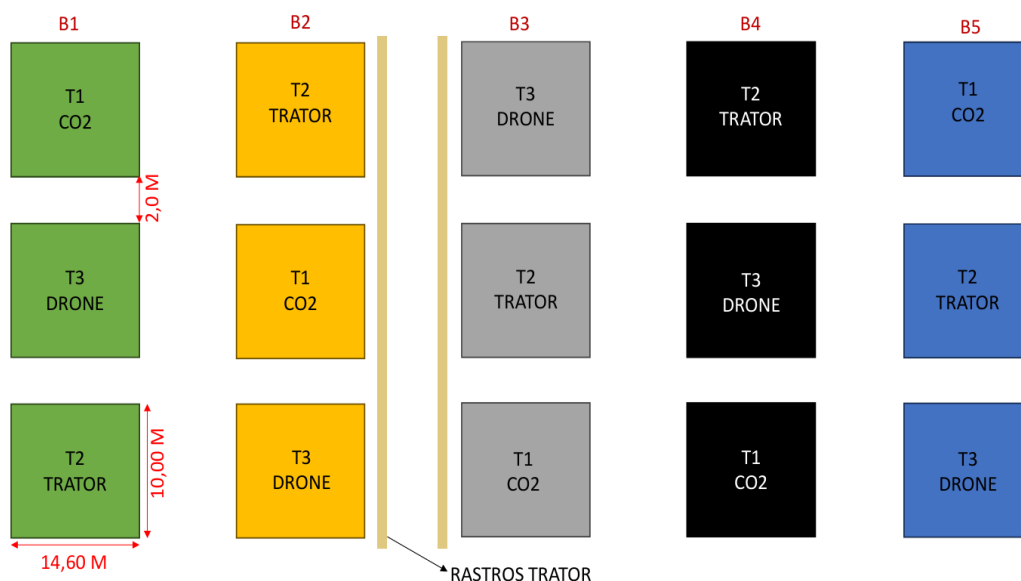 B1
B2
B3
B4
B5
T1
CO2
T2
TRATOR
T3
DRONE
T2
TRATOR
T1
CO2
2,0 M
T3
DRONE
T1
CO2
T2
TRATOR
T3
DRONE
T2
TRATOR
T2
TRATOR
10,00 M
T3
DRONE
T1
CO2
T1
CO2
T3
DRONE
14,60 M
RASTROS TRATOR